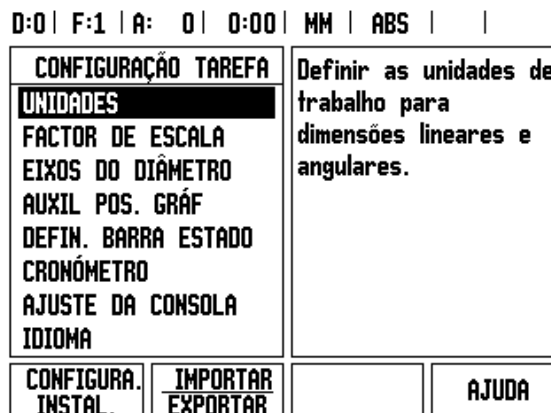 D:0 | F:1 | A: 0 | 0:00 | MM | ABS | |
CONFIGURAÇÃO TAREFA
UNIDADES
FACTOR DE ESCALA
EIXOS DO DIÂMETRO
AUXIL POS. GRÁF
DEFIN. BARRA ESTADO
CRONÓMETRO
AJUSTE DA CONSOLA
IDIOMA
Definir as unidades de
trabalho para
dimensões lineares e
angulares.
CONFIGURA.
INSTAL.
IMPORTAR
EXPORTAR
AJUDA